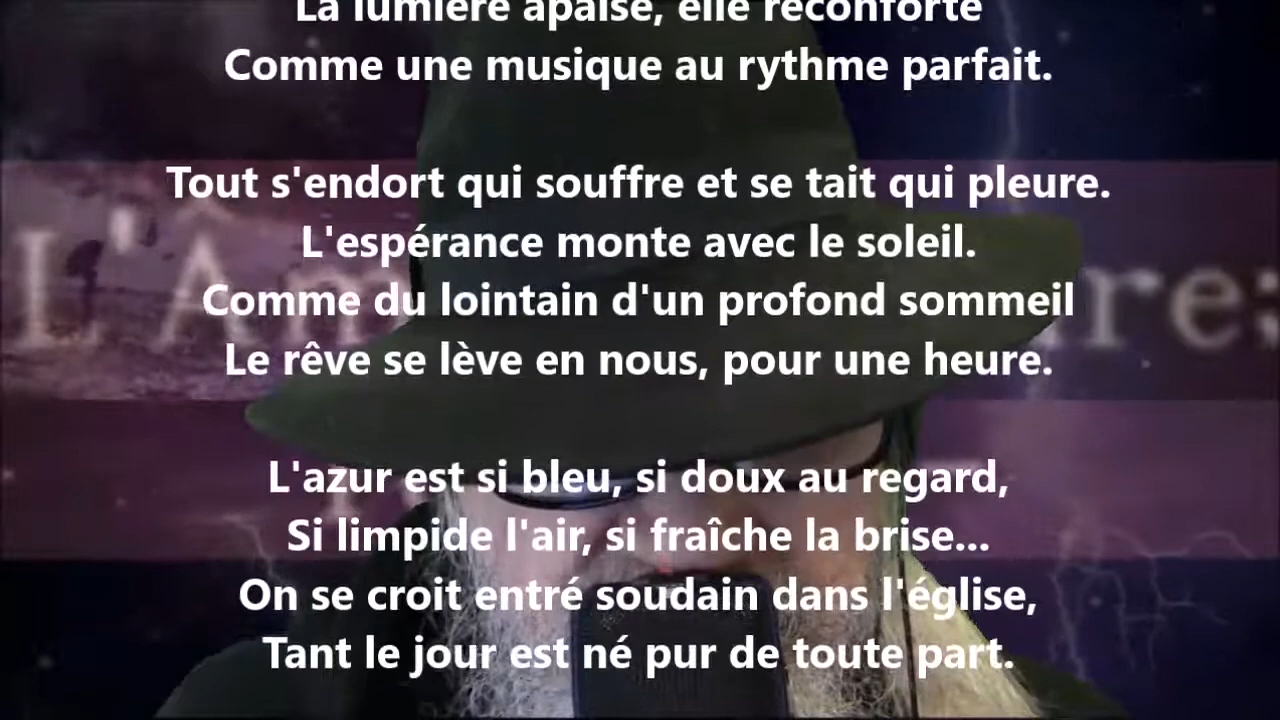 La lumière apaise, elle réconforte
Comme une musique au rythme parfait.
Tout s'endort qui souffre et se tait qui pleure.
L'espérance monte avec le soleil.
Comme du lointain d'un profond sommeil
Le rêve se lève en nous, pour une heure.
L'azur est si bleu, si doux au regard,
Si limpide l'air, si fraîche la brise...
On se croit entré soudain dans l'église,
Tant le jour est né pur de toute part.
L'Âm
re